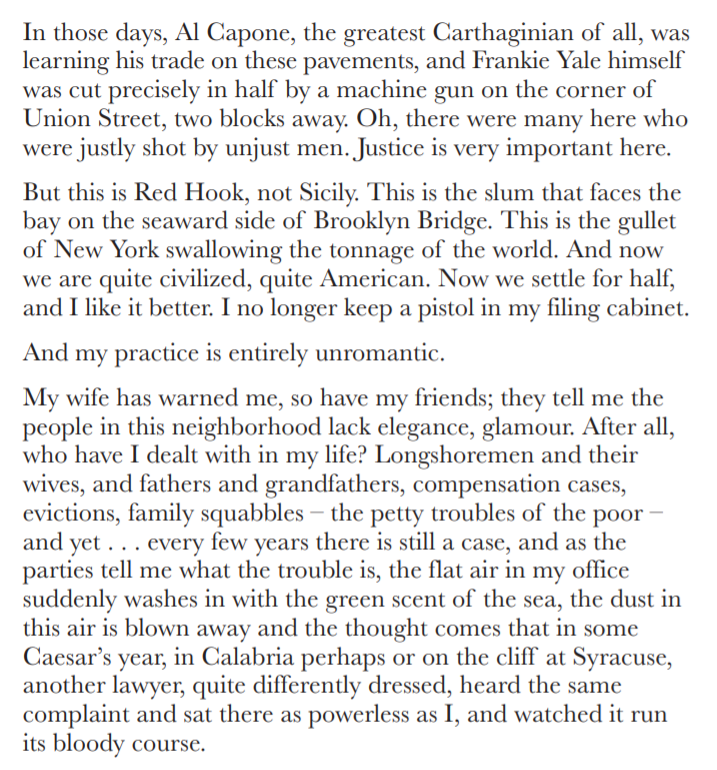 In those days, Al Capone, the greatest Carthaginian of all, was
learning his trade on these pavements, and Frankie Yale himself
was cut precisely in half by a machine gun on the corner of
Union Street, two blocks away. Oh, there were many here who
were justly shot by unjust men. Justice is very important here.
But this is Red Hook, not Sicily. This is the slum that faces the
bay on the seaward side of Brooklyn Bridge. This is the gullet
of New York swallowing the tonnage of the world. And now
we are quite civilized, quite American. Now we settle for half,
and I like it better. I no longer keep a pistol in my filing cabinet.
And my practice is entirely unromantic.
My wife has warned me, so have my friends; they tell me the
people in this neighborhood lack elegance, glamour. After all,
who have I dealt with in my life? Longshoremen and their
wives, and fathers and grandfathers, compensation cases,
evictions, family squabbles – the petty troubles of the poor –
and yet . . . every few years there is still a case, and as the
parties tell me what the trouble is, the flat air in my office
suddenly washes in with the green scent of the sea, the dust in
this air is blown away and the thought comes that in some
Caesar’s year, in Calabria perhaps or on the cliff at Syracuse,
another lawyer, quite differently dressed, heard the same
complaint and sat there as powerless as I, and watched it run
its bloody course.